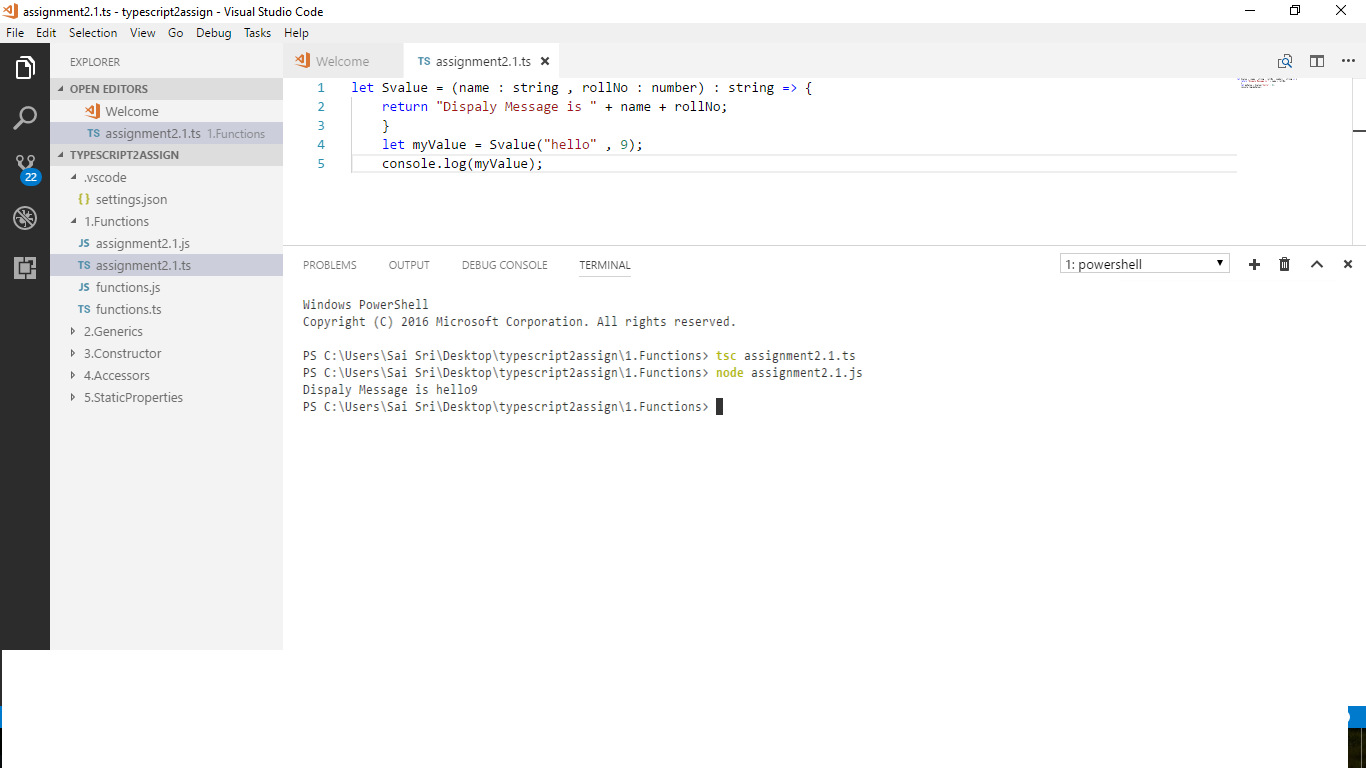 assignment2.1.ts - typescript2assign - Visual Studio Code
File Edit Selection View Go Debug Tasks Help
EXPLORER
OPEN EDITORS
Welcome
TS assignment2.1.ts 1.Functions
TYPESCRIPT2ASSIGN
.vscode
{} settings.json
1.Functions
JS assignment2.1.js
TS assignment2.1.ts
JS functions.js
TS functions.ts
2.Generics
3.Constructor
4.Accessors
5.StaticProperties
22
Welcome TS assignment2.1.ts
1 let Svalue = (name : string , rollNo : number) : string => {
2 return "Dispaly Message is " + name + rollNo;
3 }
4 let myValue = Svalue("hello" , 9);
5 console.log(myValue);
PROBLEMS OUTPUT DEBUG CONSOLE TERMINAL 1: powershell
Windows PowerShell
Copyright (C) 2016 Microsoft Corporation. All rights reserved.
PS C:\Users\Sai Sri\Desktop\typescript2assign\1.Functions> tsc assignment2.1.ts
PS C:\Users\Sai Sri\Desktop\typescript2assign\1.Functions> node assignment2.1.js
Dispaly Message is hello9
PS C:\Users\Sai Sri\Desktop\typescript2assign\1.Functions>